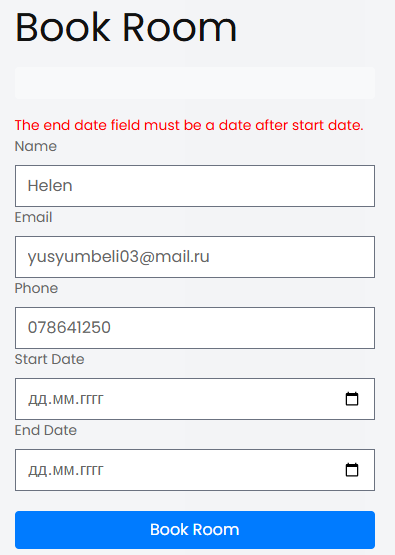 Book Room
The end date field must be a date after start date.
Name
Helen
Email
yusyumbeli03@mail.ru
Phone
078641250
Start Date
дд.мм.гггг
End Date
дд.мм.гггг
Book Room